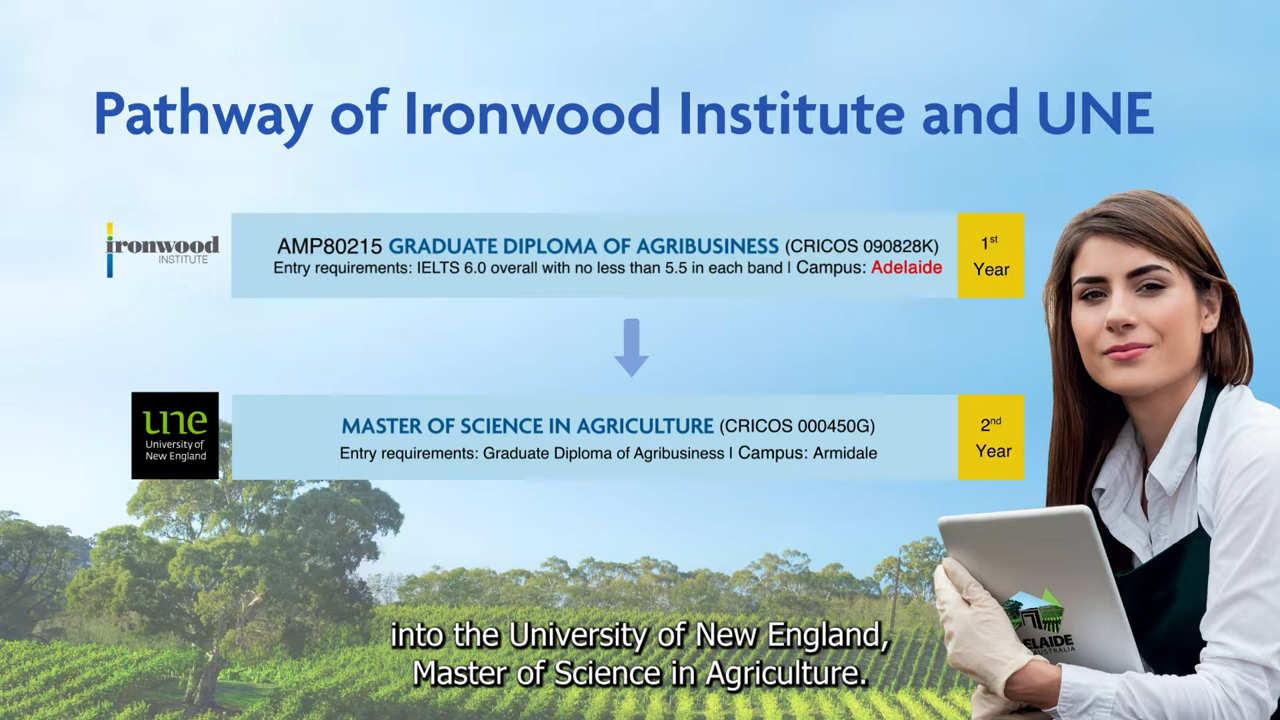 Pathway of Ironwood Institute and UNE
ironwood
INSTITUTE
AMP80215 GRADUATE DIPLOMA OF AGRIBUSINESS (CRICOS 090828K)
Entry requirements: IELTS 6.0 overall with no less than 5.5 in each band | Campus: Adelaide
1st
Year
une
University of
New England
MASTER OF SCIENCE IN AGRICULTURE (CRICOS 000450G)
Entry requirements: Graduate Diploma of Agribusiness | Campus: Armidale
2nd
Year
ELAIDE
AUSTRALIA
into the University of New England,
Master of Science in Agriculture.